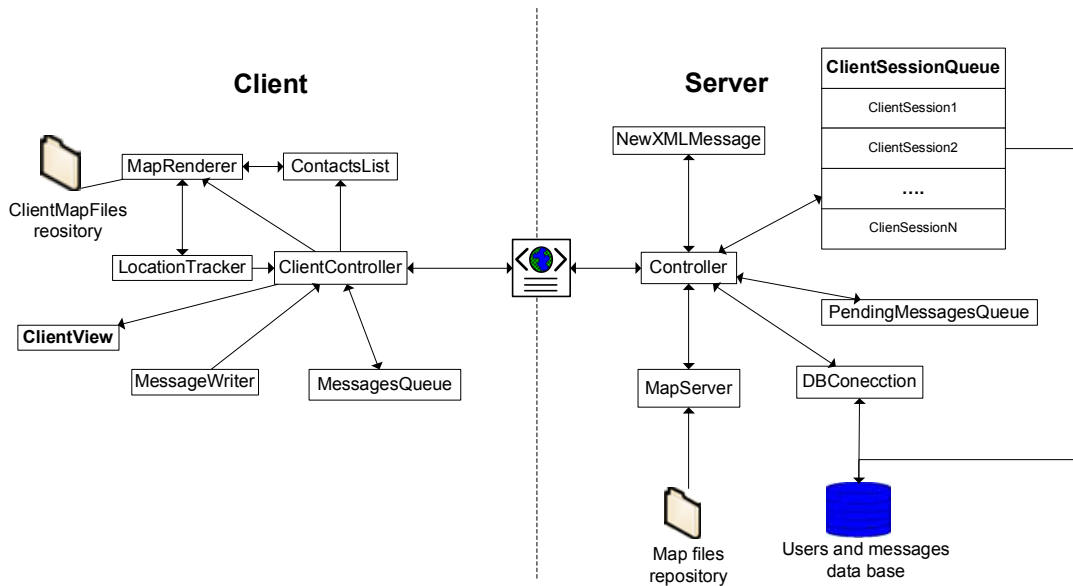 Client
Server
ClientSessionQueue
ClientSession1
ClientSession2
....
ClienSessionN
NewXMLMessage
MapRenderer
ContactsList
ClientMapFiles
reository
LocationTracker
ClientController
< >
Controller
ClientView
PendingMessagesQueue
MessageWriter
MessagesQueue
MapServer
DBConecction
Map files
repository
Users and messages
data base